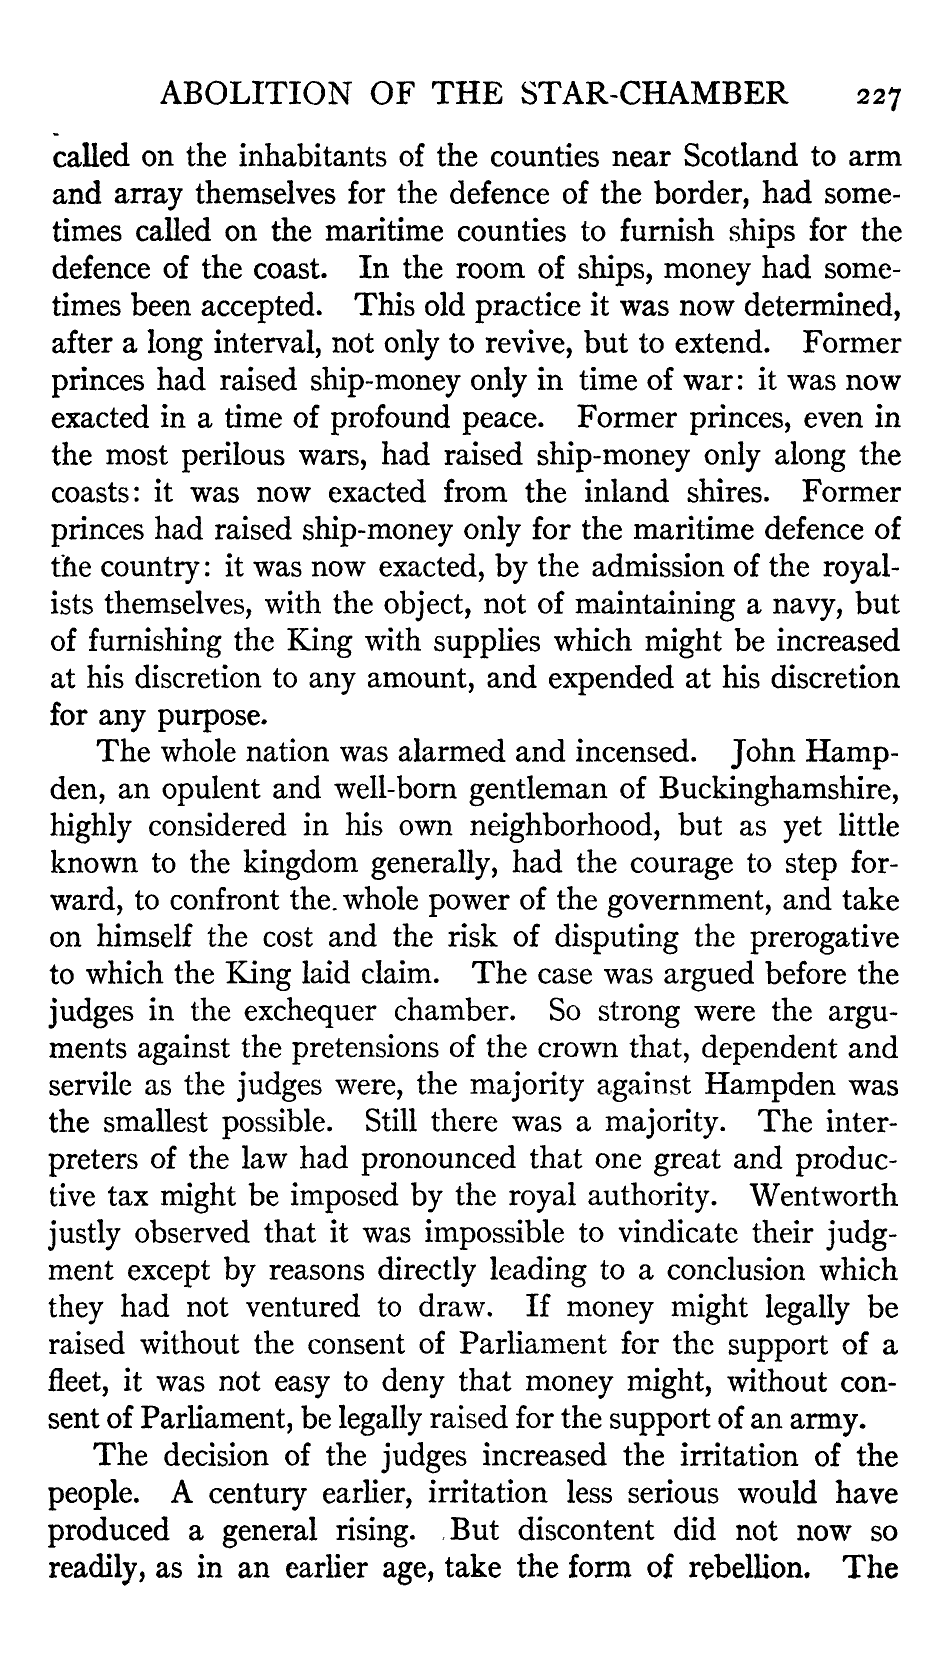 ABOLITION OF THE STAR-CHAMBER 227
called on the inhabitants of the counties near Scotland to arm
and array themselves for the defence of the border, had some-
times called on the maritime counties to furnish ships for the
defence of the coast. In the room of ships, money had some-
times been accepted. This old practice it was now determined,
after a long interval, not only to revive, but to extend. Former
princes had raised ship-money only in time of war: it was now
exacted in a time of profound peace. Former princes, even in
the most perilous wars, had raised ship-money only along the
coasts: it was now exacted from the inland shires. Former
princes had raised ship-money only for the maritime defence of
the country: it was now exacted, by the admission of the royal-
ists themselves, with the object, not of maintaining a navy, but
of furnishing the King with supplies which might be increased
at his discretion to any amount, and expended at his discretion
for any purpose.
The whole nation was alarmed and incensed. John Hamp-
den, an opulent and well-born gentleman of Buckinghamshire,
highly considered in his own neighborhood, but as yet little
known to the kingdom generally, had the courage to step for-
ward, to confront the whole power of the government, and take
on himself the cost and the risk of disputing the prerogative
to which the King laid claim. The case was argued before the
judges in the exchequer chamber. So strong were the argu-
ments against the pretensions of the crown that, dependent and
servile as the judges were, the majority against Hampden was
the smallest possible. Still there was a majority. The inter-
preters of the law had pronounced that one great and produc-
tive tax might be imposed by the royal authority. Wentworth
justly observed that it was impossible to vindicate their judg-
ment except by reasons directly leading to a conclusion which
they had not ventured to draw. If money might legally be
raised without the consent of Parliament for the support of a
fleet, it was not easy to deny that money might, without con-
sent of Parliament, be legally raised for the support of an army.
The decision of the judges increased the irritation of the
people. A century earlier, irritation less serious would have
produced a general rising. But discontent did not now so
readily, as in an earlier age, take the form of rebellion. The